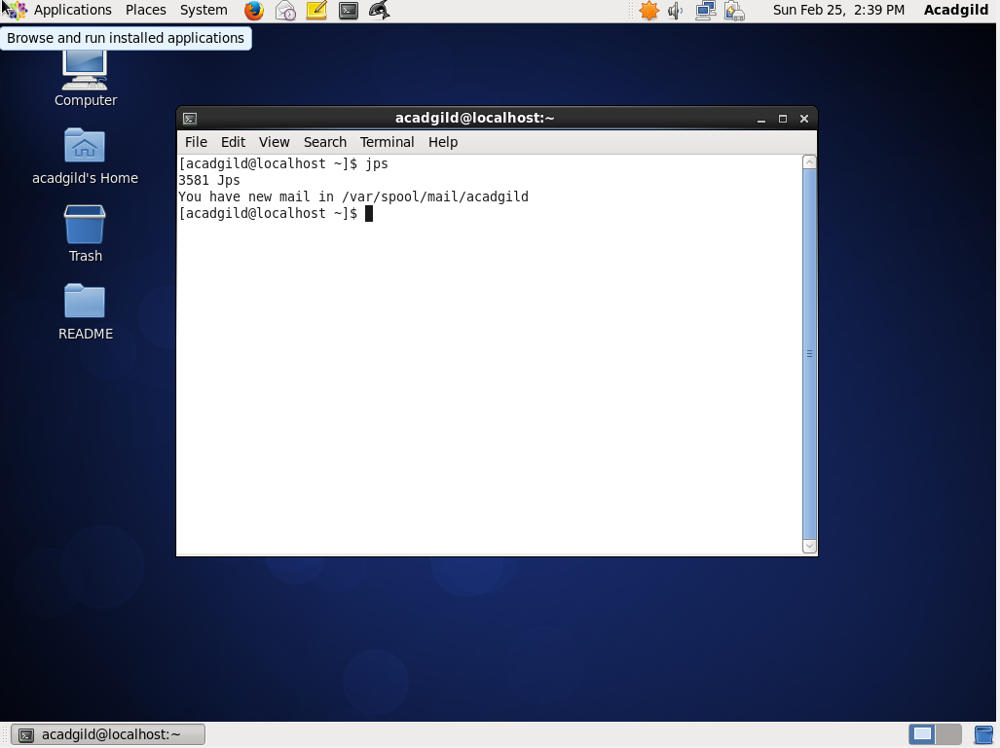 Applications Places System Sun Feb 25, 2:39 PM Acadgild
Browse and run installed applications
Computer
acadgild's Home
Trash
README
acadgild@localhost:~
File Edit View Search Terminal Help
[acadgild@localhost ~]$ jps
3581 Jps
You have new mail in /var/spool/mail/acadgild
[acadgild@localhost ~]$
acadgild@localhost:~